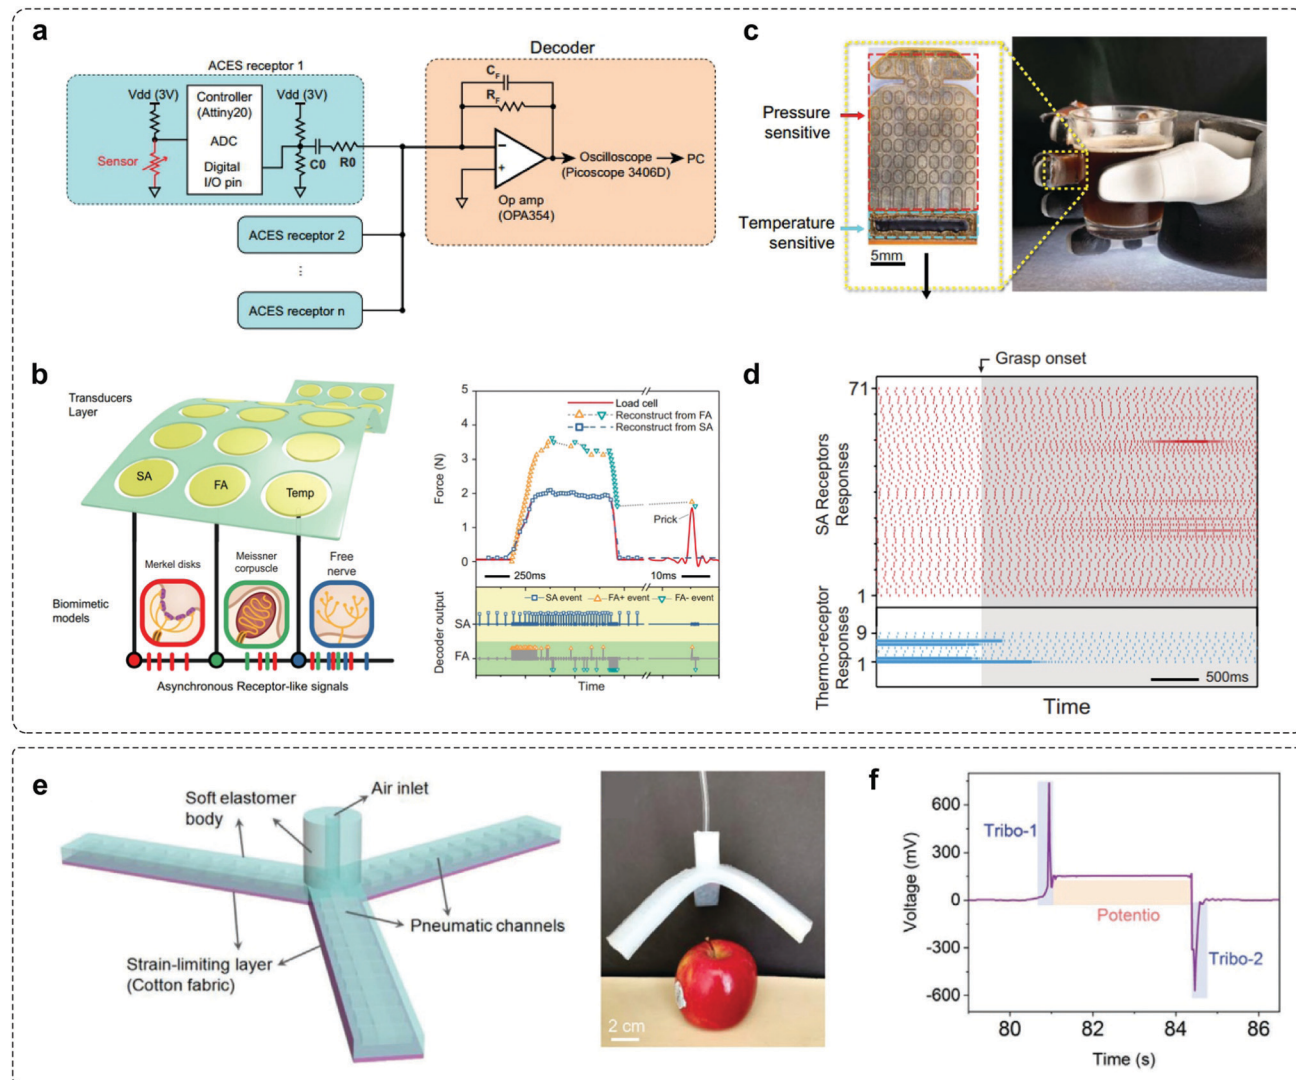 a
Decoder
ACES receptor 1
Vdd (3V)
Controller
(Attiny20)
Vdd (3V)
ADC
Sensor
Digital
I/O pin
C0
R0
C_F
R_F
−
+
Oscilloscope
(Picoscope 3406D)
PC
Op amp
(OPA354)
ACES receptor 2
⋮
ACES receptor n
c
Pressure
sensitive
Temperature
sensitive
5mm
b
Transducers
Layer
SA
FA
Temp
Merkel disks
Meissner
corpuscle
Free
nerve
Biomimetic
models
Asynchronous Receptor-like signals
Force (N)
5
4
3
2
1
0
Load cell
Reconstruct from FA
Reconstruct from SA
Prick
250ms
10ms
SA event
FA+ event
FA- event
Decoder output
SA
FA
Time
d
Grasp onset
71
SA Receptors
Responses
1
9
Thermo-receptor
Responses
1
500ms
Time
e
Soft elastomer
body
Air inlet
Pneumatic channels
Strain-limiting layer
(Cotton fabric)
2 cm
f
Voltage (mV)
600
300
0
-300
-600
Tribo-1
Potentio
Tribo-2
80
82
84
86
Time (s)